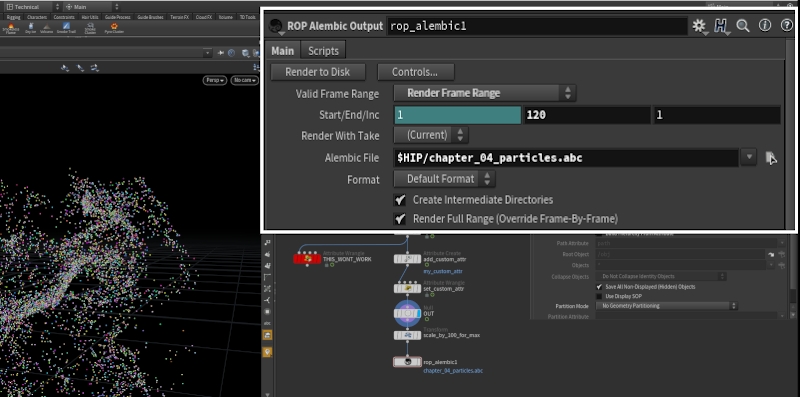 Technical
Main
Rigging Characters Constraints Hair Utils Guide Process Guide Brushes Terrain FX Cloud FX Volume TD Tools
Persp
No cam
ROP Alembic Output rop_alembic1
Main Scripts
Render to Disk Controls...
Valid Frame Range Render Frame Range
Start/End/Inc 1 120 1
Render With Take (Current)
Alembic File $HIP/chapter_04_particles.abc
Format Default Format
Create Intermediate Directories
Render Full Range (Override Frame-By-Frame)
Attribute Wrangle
THIS_WONT_WORK
Attribute Create
add_custom_attr
my_custom_attr
Attribute Wrangle
set_custom_attr
Null
OUT
Transform
scale_by_100_for_max
rop_alembic1
chapter_04_particles.abc
Path Attribute
Root Object
Objects
Collapse Objects Do Not Collapse Identity Objects
Save All Non-Displayed (Hidden) Objects
Use Display SOP
Partition Mode No Geometry Partitioning
Partition Attribute